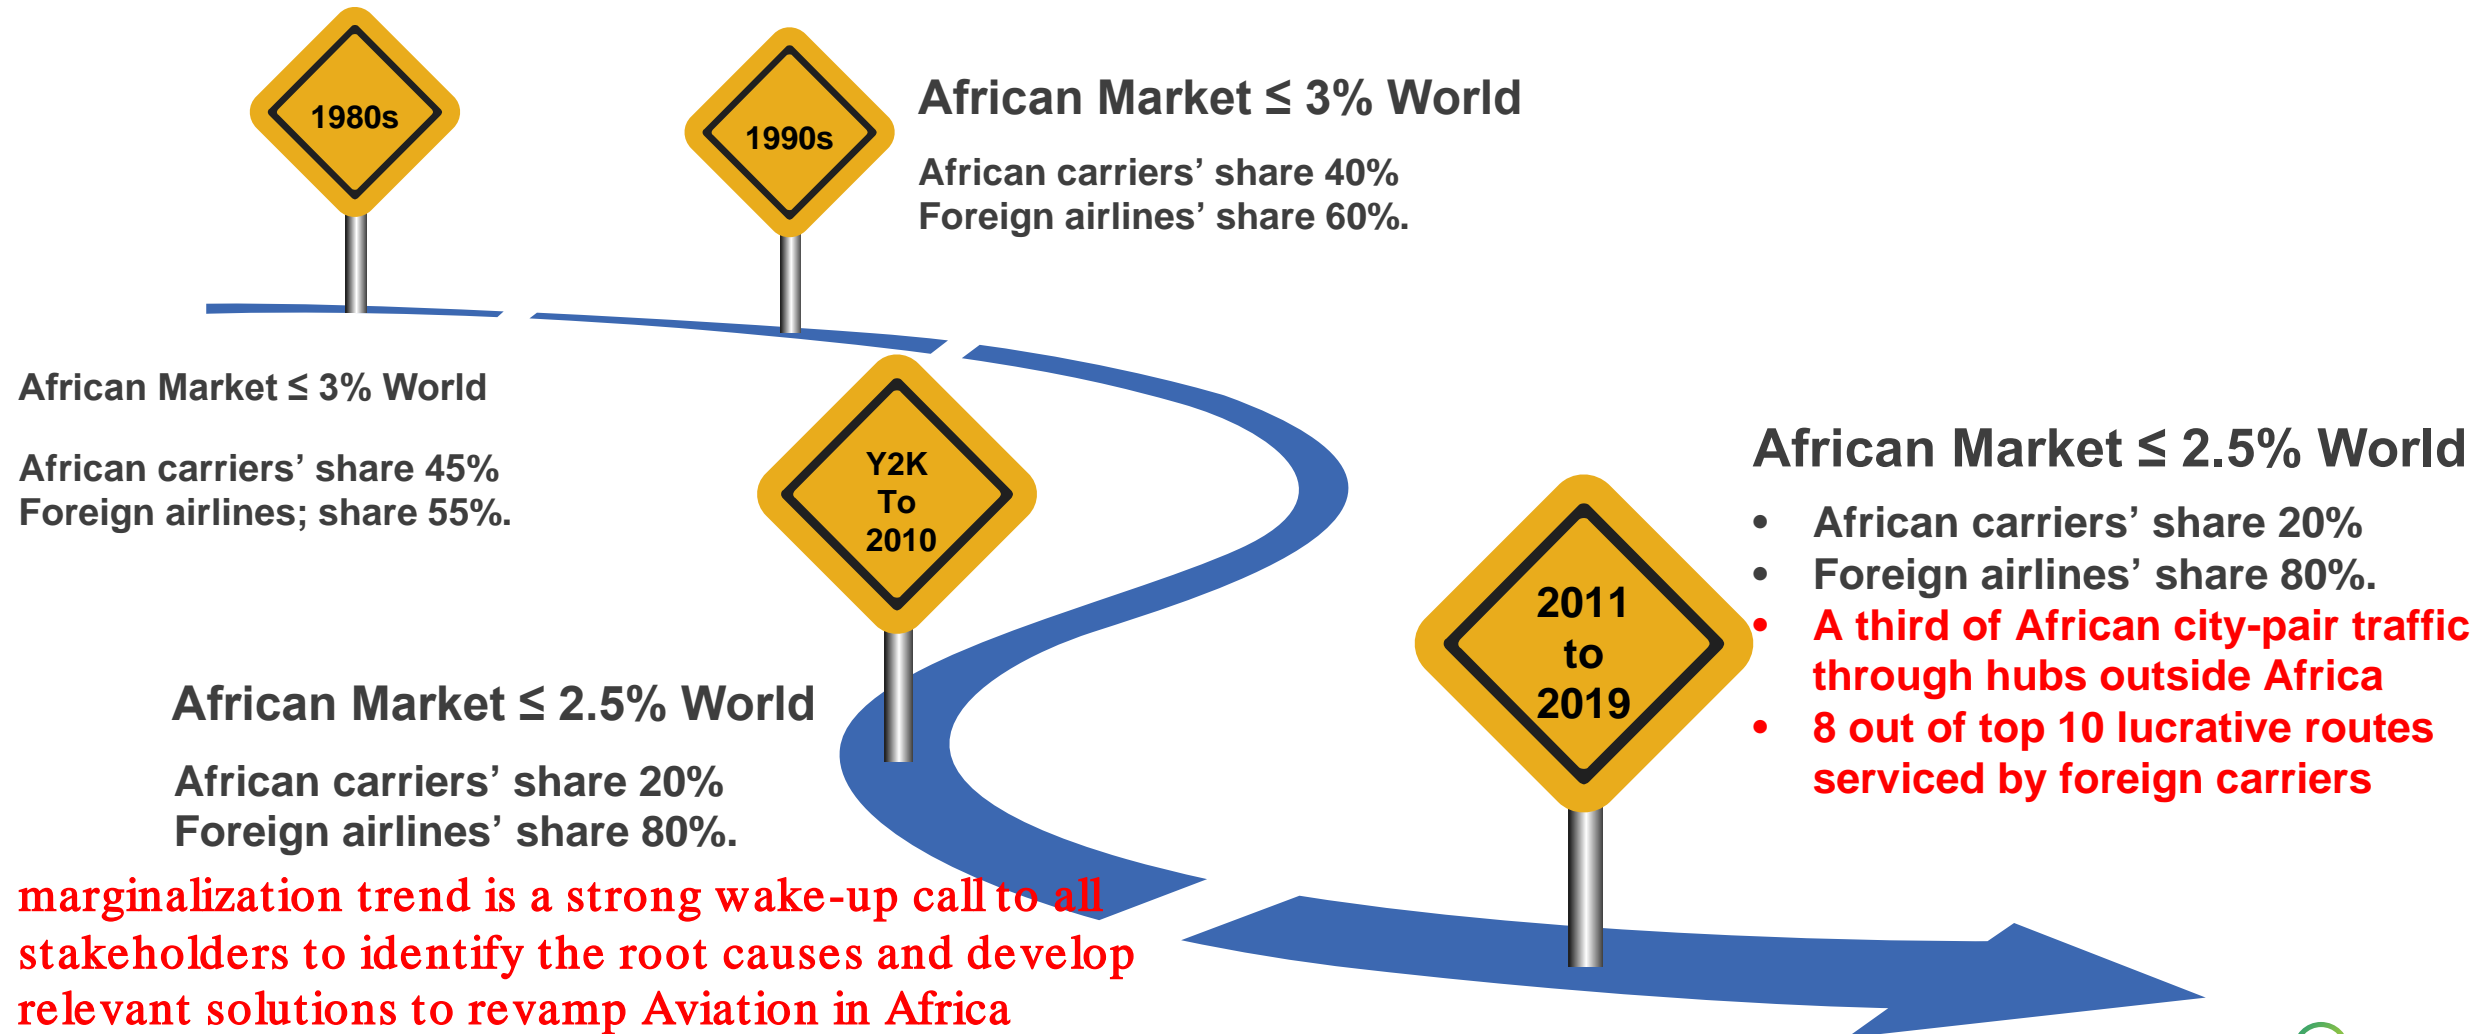 1980s
African Market ≤ 3% World
African carriers’ share 45%
Foreign airlines; share 55%.
1990s
African Market ≤ 3% World
African carriers’ share 40%
Foreign airlines’ share 60%.
Y2K
To
2010
African Market ≤ 2.5% World
African carriers’ share 20%
Foreign airlines’ share 80%.
2011
to
2019
African Market ≤ 2.5% World
• African carriers’ share 20%
• Foreign airlines’ share 80%.
• A third of African city-pair traffic
through hubs outside Africa
• 8 out of top 10 lucrative routes
serviced by foreign carriers
marginalization trend is a strong wake-up call to all
stakeholders to identify the root causes and develop
relevant solutions to revamp Aviation in Africa